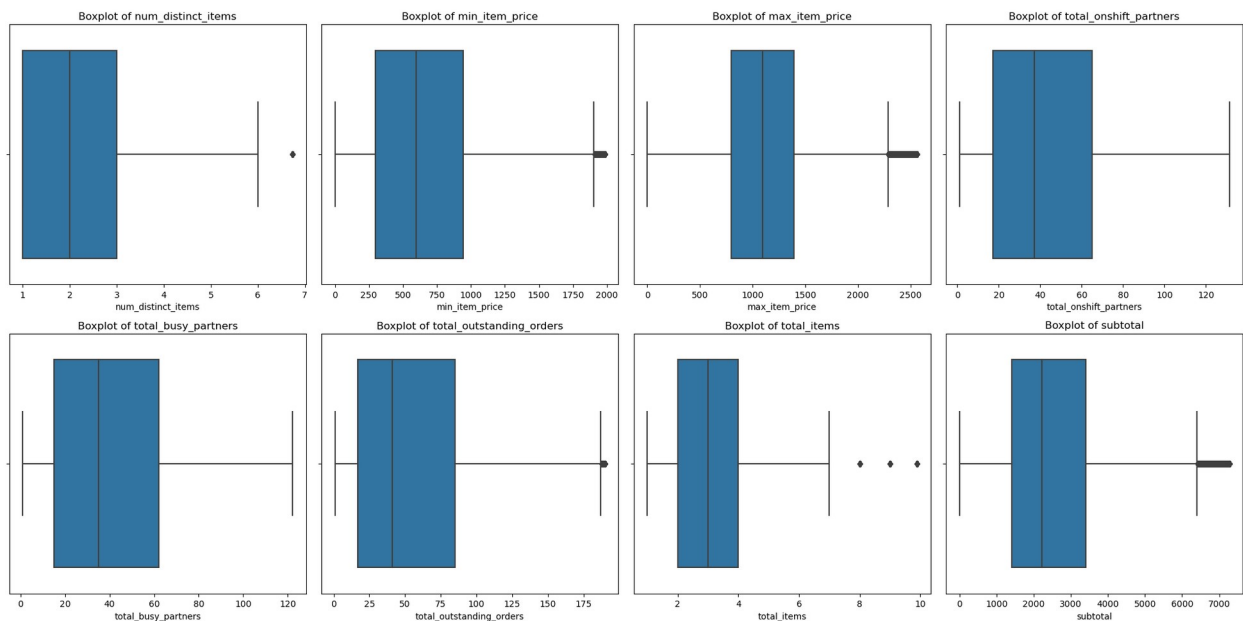 Boxplot of num_distinct_items
1 2 3 4 5 6 7
num_distinct_items
Boxplot of min_item_price
0 250 500 750 1000 1250 1500 1750 2000
min_item_price
Boxplot of max_item_price
0 500 1000 1500 2000 2500
max_item_price
Boxplot of total_onshift_partners
0 20 40 60 80 100 120
total_onshift_partners
Boxplot of total_busy_partners
0 20 40 60 80 100 120
total_busy_partners
Boxplot of total_outstanding_orders
0 25 50 75 100 125 150 175
total_outstanding_orders
Boxplot of total_items
2 4 6 8 10
total_items
Boxplot of subtotal
0 1000 2000 3000 4000 5000 6000 7000
subtotal